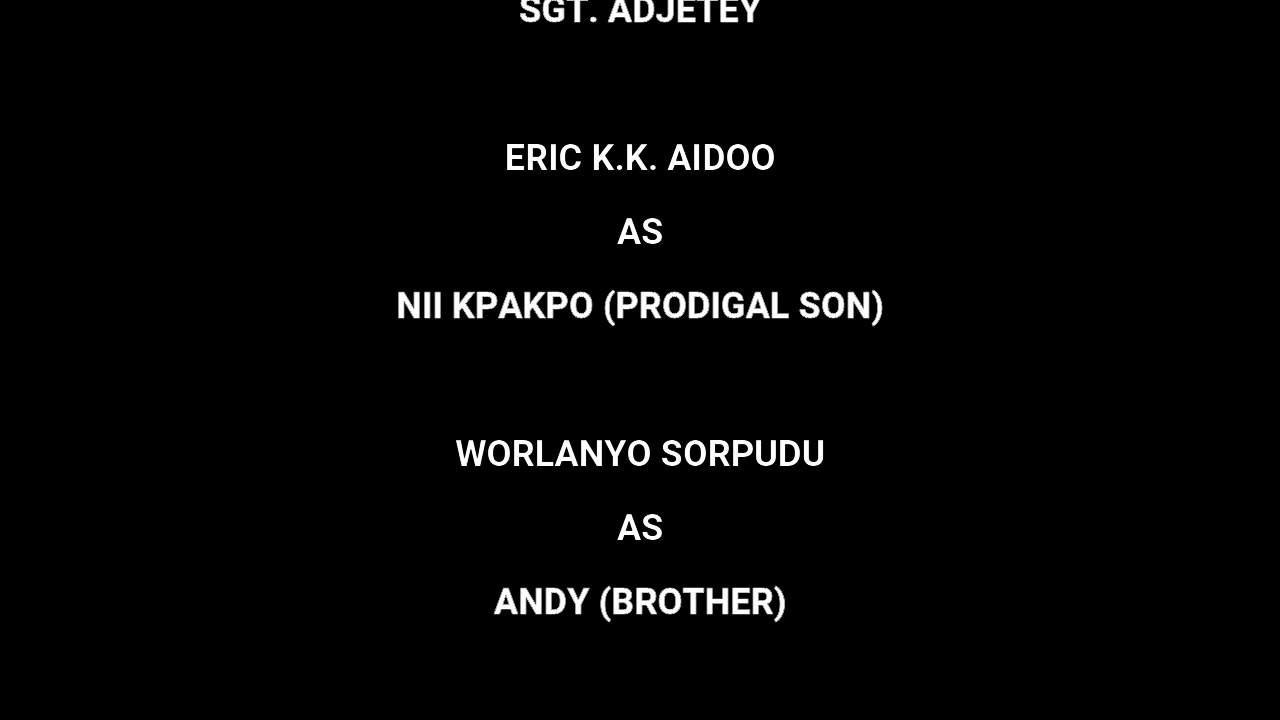 SGT. ADJETEY
ERIC K.K. AIDOO
AS
NII KPAKPO (PRODIGAL SON)
WORLANYO SORPUDU
AS
ANDY (BROTHER)